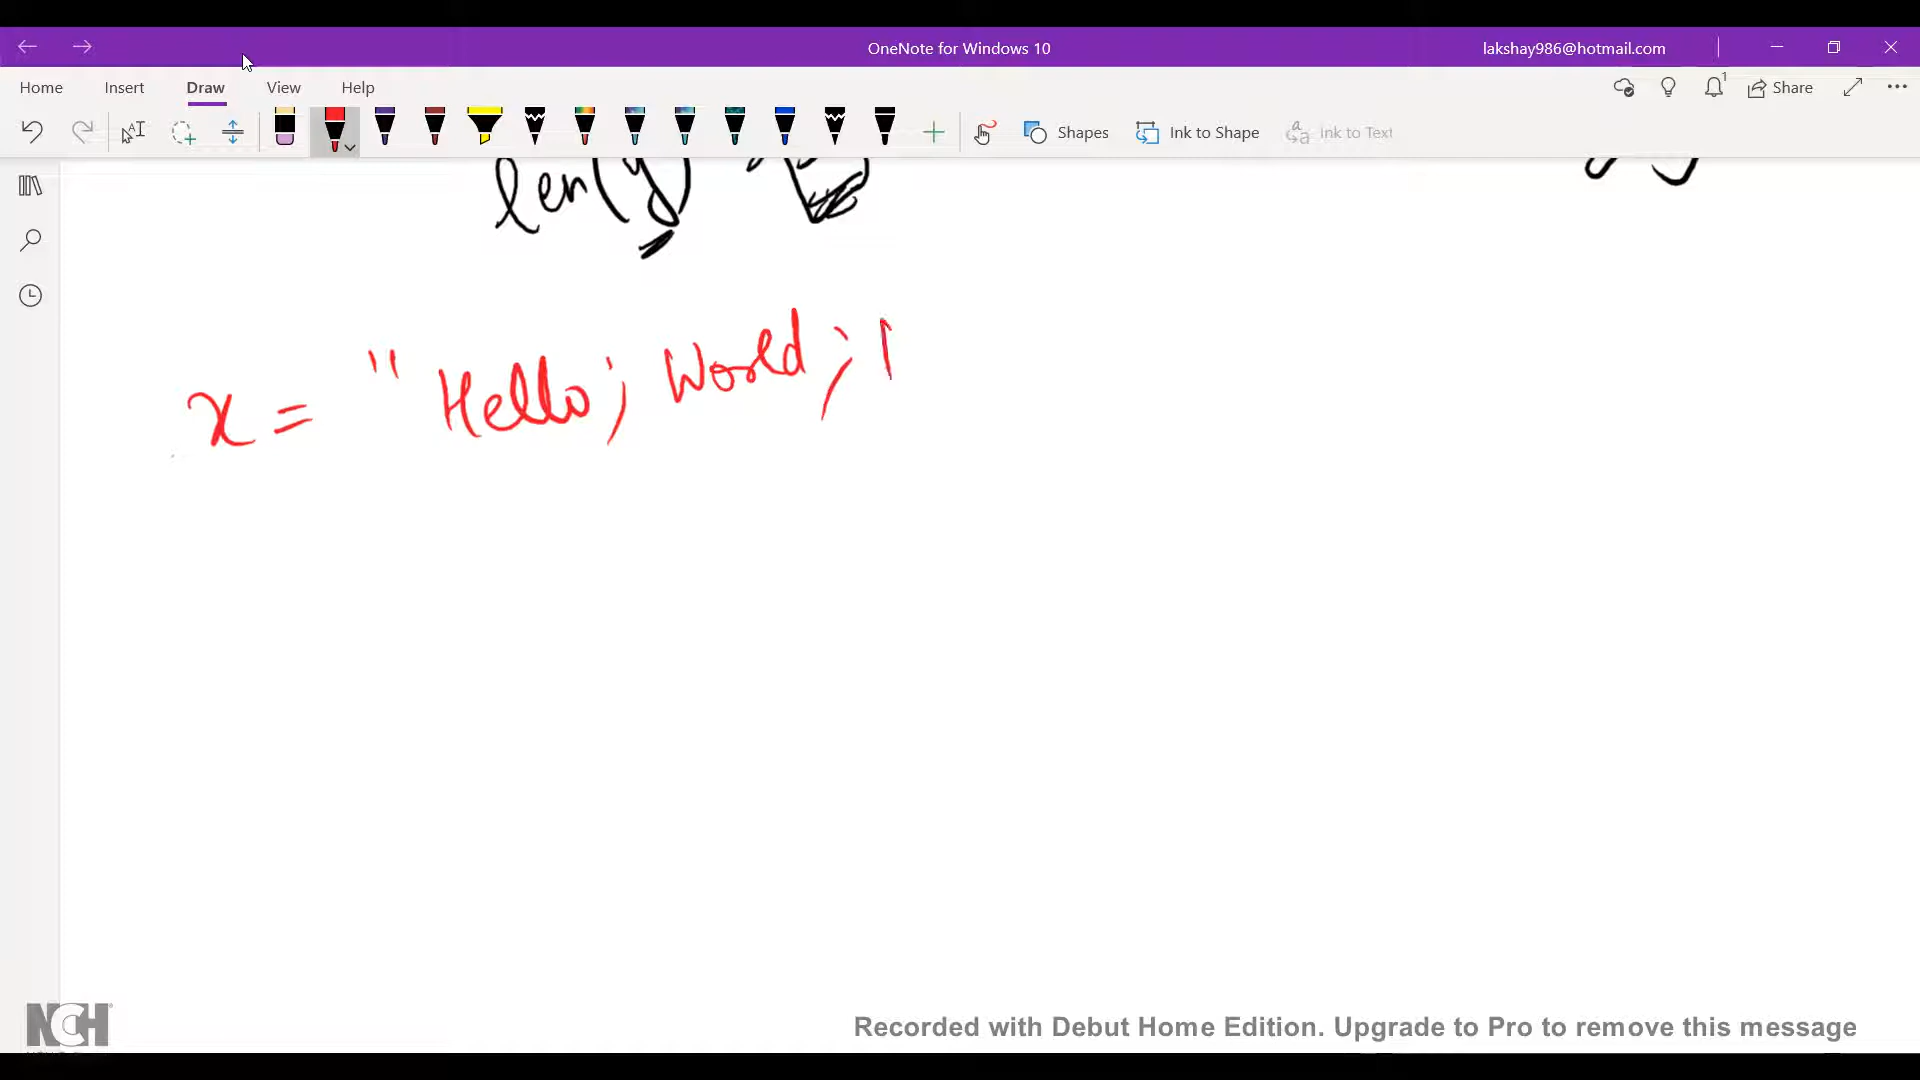 OneNote for Windows 10
lakshay986@hotmail.com
Home Insert Draw View Help
1
Share
Shapes
Ink to Shape
Ink to Text
len(y)
x = "Hello; World; 
NCH
Recorded with Debut Home Edition. Upgrade to Pro to remove this message